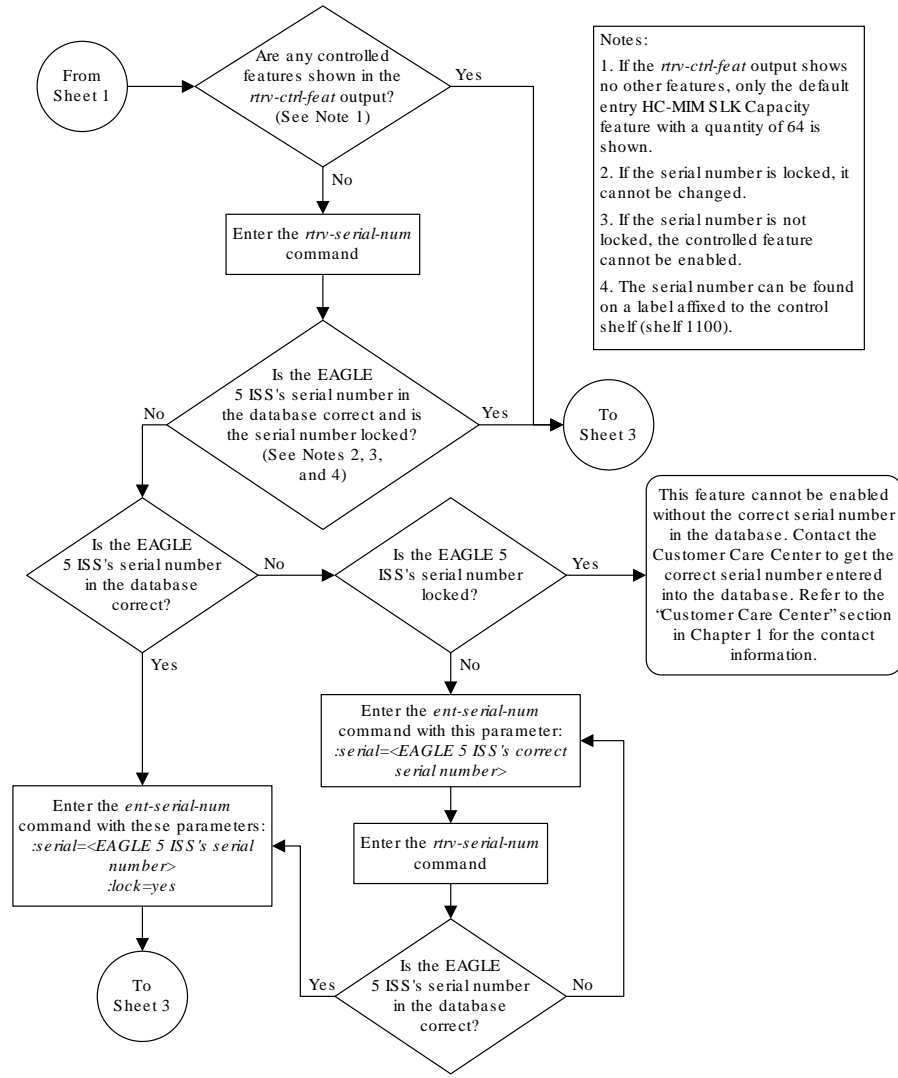 From
Sheet 1
Are any controlled
features shown in the
rtrv-ctrl-feat output?
(See Note 1)
Yes
No
Notes:
1. If the rtrv-ctrl-feat output shows
no other features, only the default
entry HC-MIM SLK Capacity
feature with a quantity of 64 is
shown.
2. If the serial number is locked, it
cannot be changed.
3. If the serial number is not
locked, the controlled feature
cannot be enabled.
4. The serial number can be found
on a label affixed to the control
shelf (shelf 1100).
Enter the rtrv-serial-num
command
Is the EAGLE
5 ISS's serial number in
the database correct and is
the serial number locked?
(See Notes 2, 3,
and 4)
No
Yes
To
Sheet 3
Is the EAGLE
5 ISS's serial number
in the database
correct?
No
Yes
Is the EAGLE 5
ISS's serial number
locked?
Yes
No
This feature cannot be enabled
without the correct serial number
in the database. Contact the
Customer Care Center to get the
correct serial number entered
into the database. Refer to the
“Customer Care Center” section
in Chapter 1 for the contact
information.
Enter the ent-serial-num
command with this parameter:
:serial=<EAGLE 5 ISS's correct
serial number>
Enter the rtrv-serial-num
command
Is the EAGLE
5 ISS's serial number
in the database
correct?
Yes
No
Enter the ent-serial-num
command with these parameters:
:serial=<EAGLE 5 ISS's serial
number>
:lock=yes
To
Sheet 3